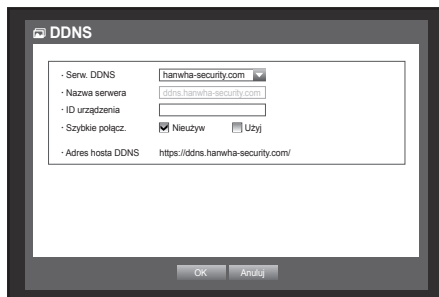 DDNS
· Serw. DDNS hanwha-security.com
· Nazwa serwera ddns.hanwha-security.com
· ID urządzenia
· Szybkie połącz. Nieużyw Użyj
· Adres hosta DDNS https://ddns.hanwha-security.com/
OK Anuluj